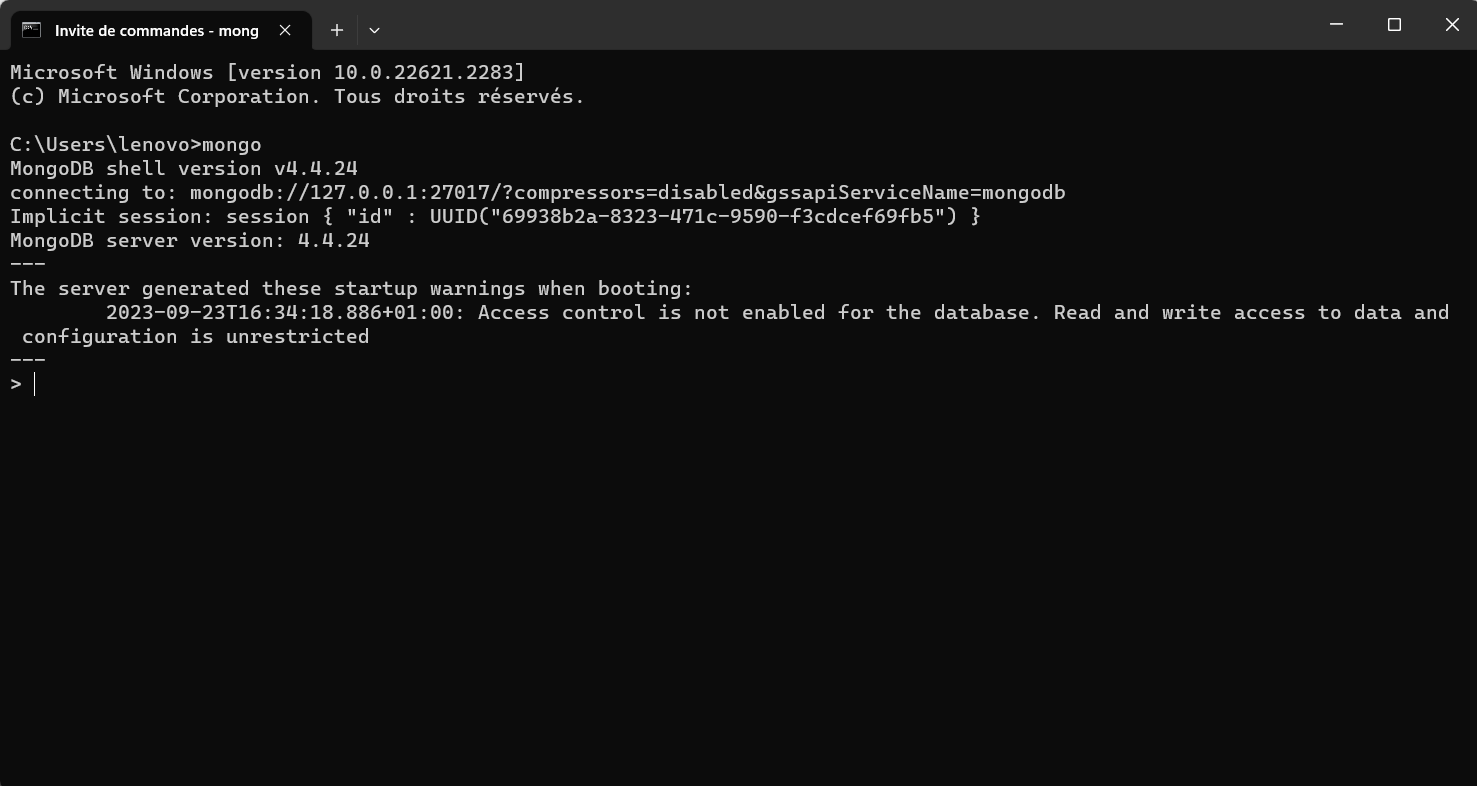 Invite de commandes - mong
Microsoft Windows [version 10.0.22621.2283]
(c) Microsoft Corporation. Tous droits réservés.
C:\Users\lenovo>mongo
MongoDB shell version v4.4.24
connecting to: mongodb://127.0.0.1:27017/?compressors=disabled&gssapiServiceName=mongodb
Implicit session: session { "id" : UUID("69938b2a-8323-471c-9590-f3cdcef69fb5") }
MongoDB server version: 4.4.24
---
The server generated these startup warnings when booting:
        2023-09-23T16:34:18.886+01:00: Access control is not enabled for the database. Read and write access to data and
 configuration is unrestricted
---
>